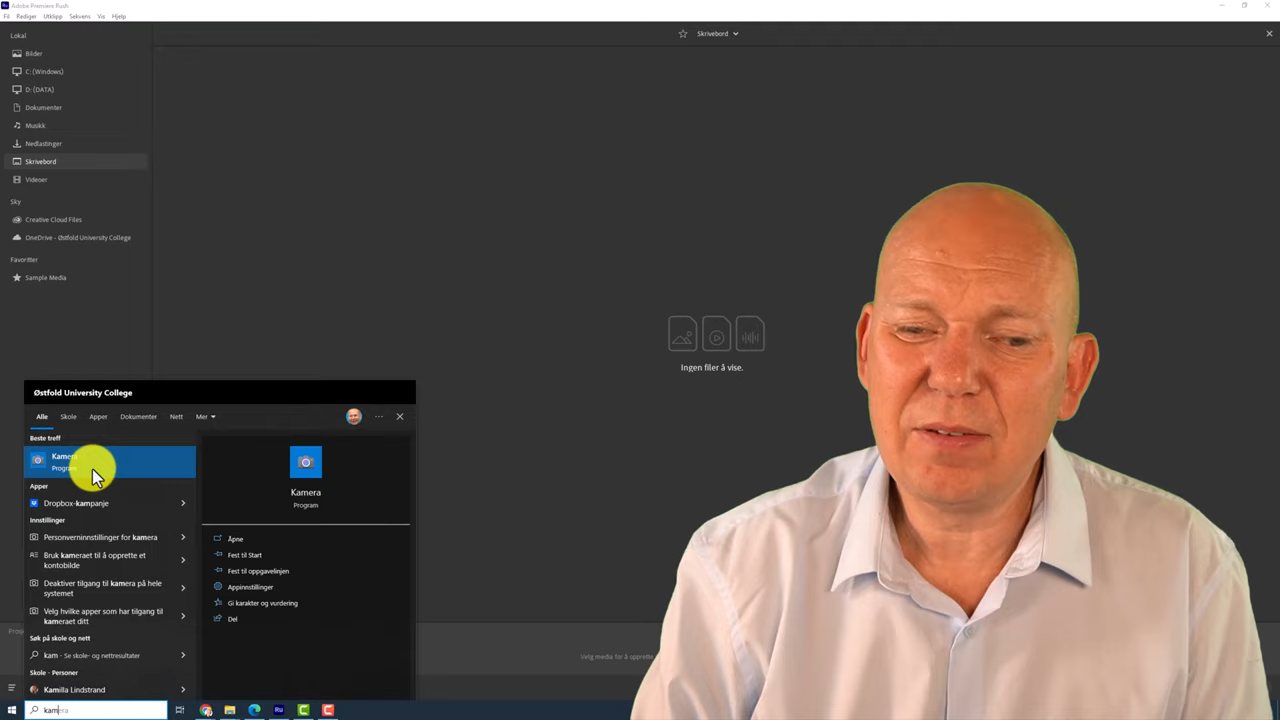 Adobe Premiere Rush
Fil Rediger Utklipp Sekvens Vis Hjelp
Lokal
Bilder
C: (Windows)
D: (DATA)
Dokumenter
Musikk
Nedlastinger
Skrivebord
Videoer
Sky
Creative Cloud Files
OneDrive - Østfold University College
Favoritter
Sample Media
Skrivebord
Ingen filer å vise.
Østfold University College
Alle Skole Apper Dokumenter Nett Mer
Beste treff
Kamera
Program
Apper
Dropbox-kampanje
Innstillinger
Personverninnstillinger for kamera
Bruk kameraet til å opprette et
kontobilde
Deaktiver tilgang til kamera på hele
systemet
Velg hvilke apper som har tilgang til
kameraet ditt
Søk på skole og nett
kam - Se skole- og nettresultater
Skole - Personer
Kamilla Lindstrand
kamera
Kamera
Program
Åpne
Fest til Start
Fest til oppgavelinjen
Appinnstillinger
Gi karakter og vurdering
Del
Velg media for å opprette